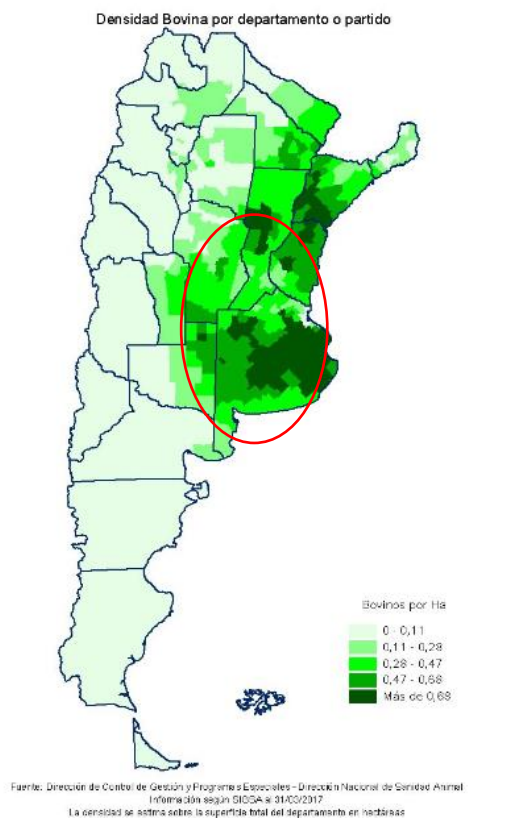 Densidad Bovina por departamento o partido
Bovinos por Ha
0 - 0,11
0,11 - 0,28
0,28 - 0,47
0,47 - 0,68
Más de 0,68
Fuente: Dirección de Control de Gestión y Programas Especiales - Dirección Nacional de Sanidad Animal
Información según SIGSA al 31/03/2017
La densidad se estima sobre la superficie total del departamento en hectáreas